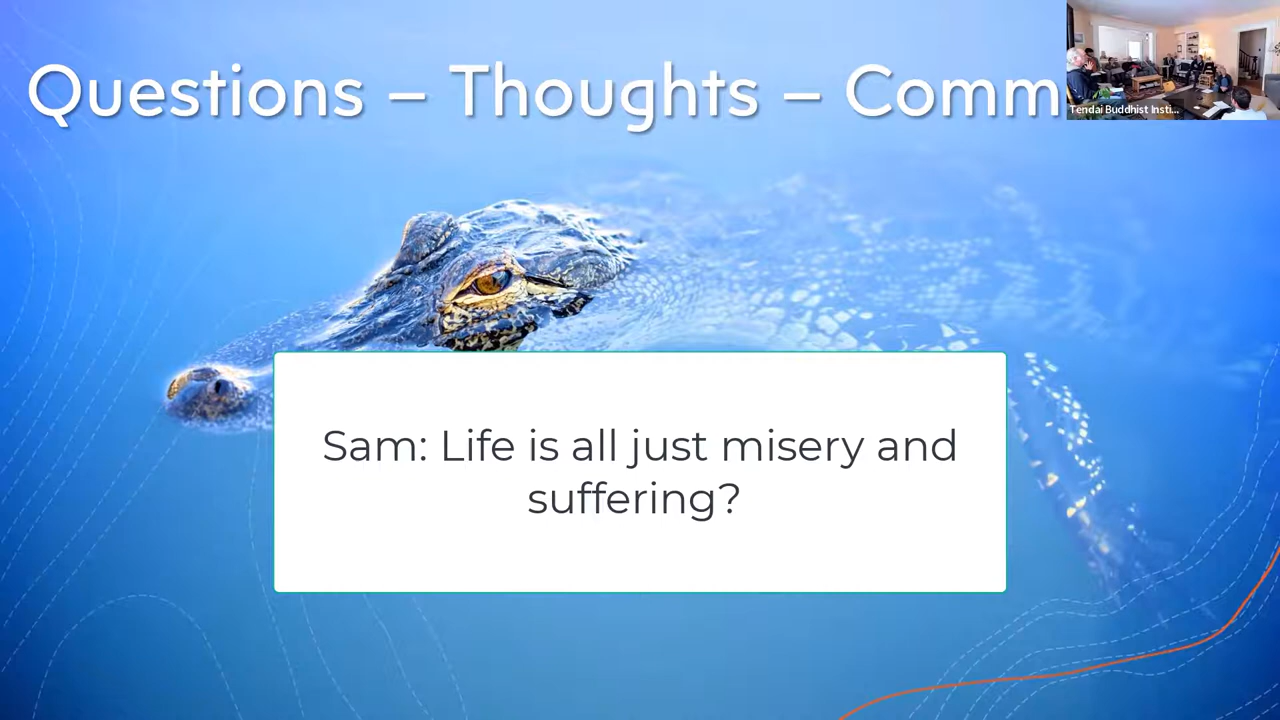 Questions – Thoughts – Comm
Tendai Buddhist Insti...
Sam: Life is all just misery and
suffering?